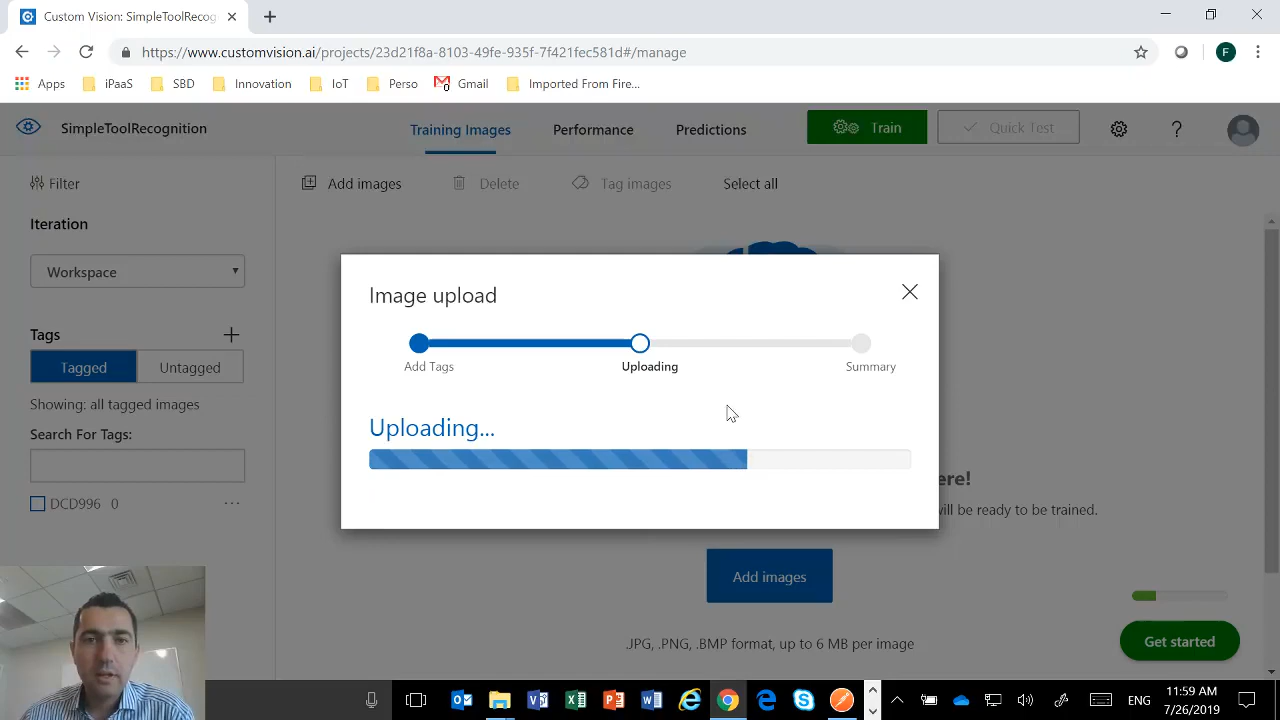 Custom Vision: SimpleToolRecog
https://www.customvision.ai/projects/23d21f8a-8103-49fe-935f-7f421fec581d#/manage
F
Apps iPaaS SBD Innovation IoT Perso Gmail Imported From Fire...
SimpleToolRecognition Training Images Performance Predictions Train Quick Test ?
Filter Add images Delete Tag images Select all
Iteration
Workspace
Image upload
Tags
Add Tags Uploading Summary
Tagged Untagged
Showing: all tagged images
Uploading...
Search For Tags:
ere!
DCD996 0 ...
will be ready to be trained.
Add images
.JPG, .PNG, .BMP format, up to 6 MB per image
Get started
ENG
11:59 AM
7/26/2019